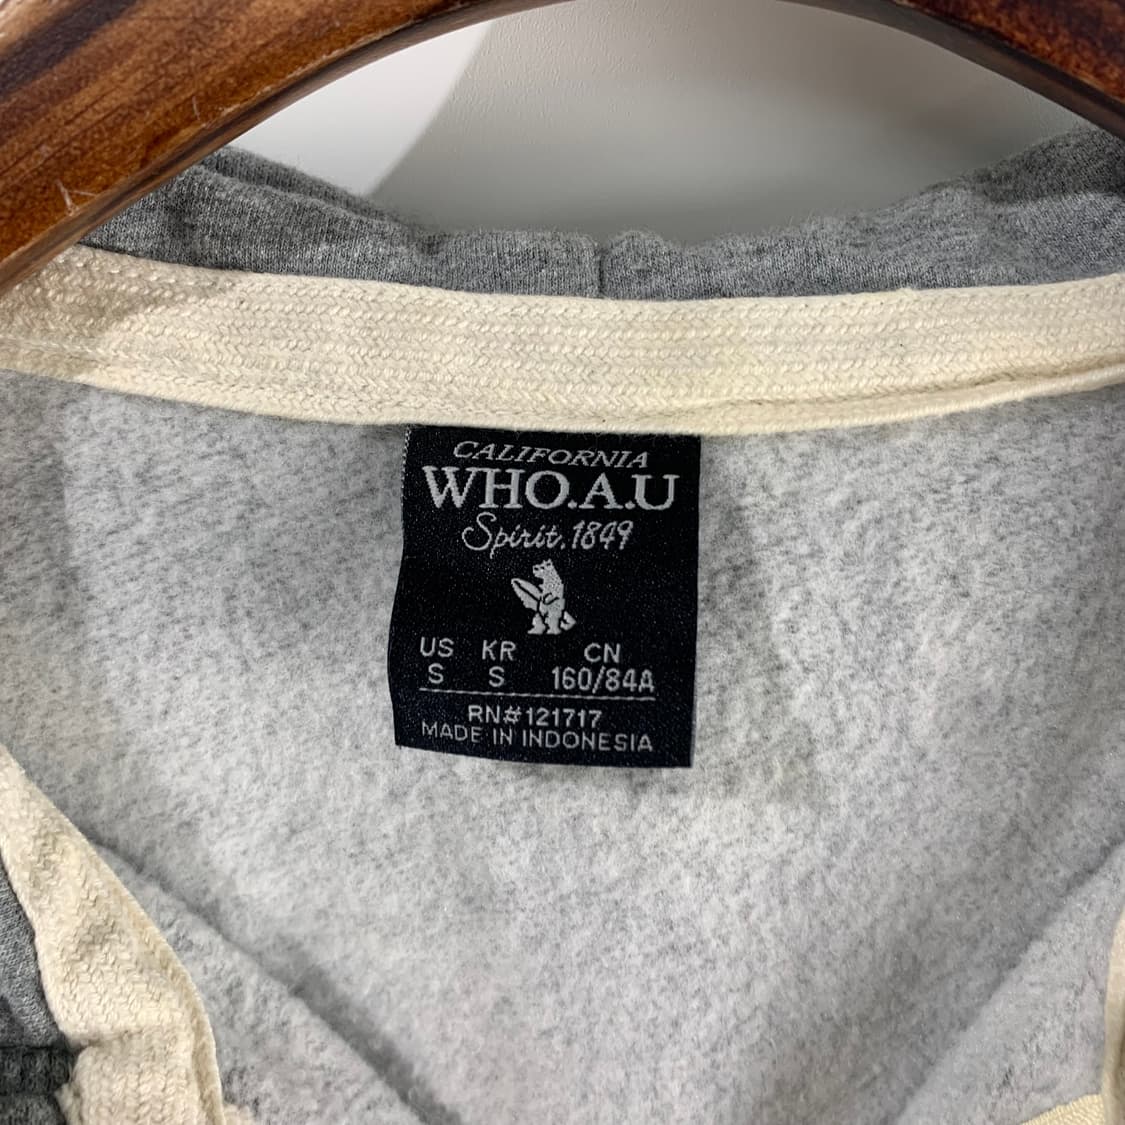 CALIFORNIA
WHO.A.U
Spirit.1849
US KR CN
S S 160/84A
RN#121717
MADE IN INDONESIA